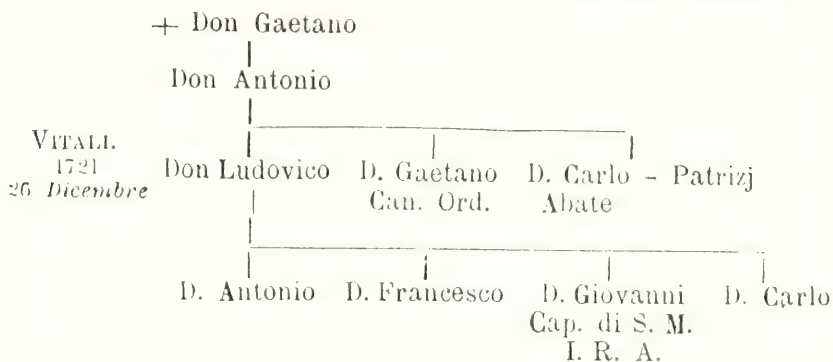 + Don Gaetano
Don Antonio
VITALI.
1721
26 Dicembre
Don Ludovico D. Gaetano D. Carlo - Patrizj
Can. Ord. Abate
D. Antonio D. Francesco D. Giovanni D. Carlo
Cap. di S. M.
I. R. A.